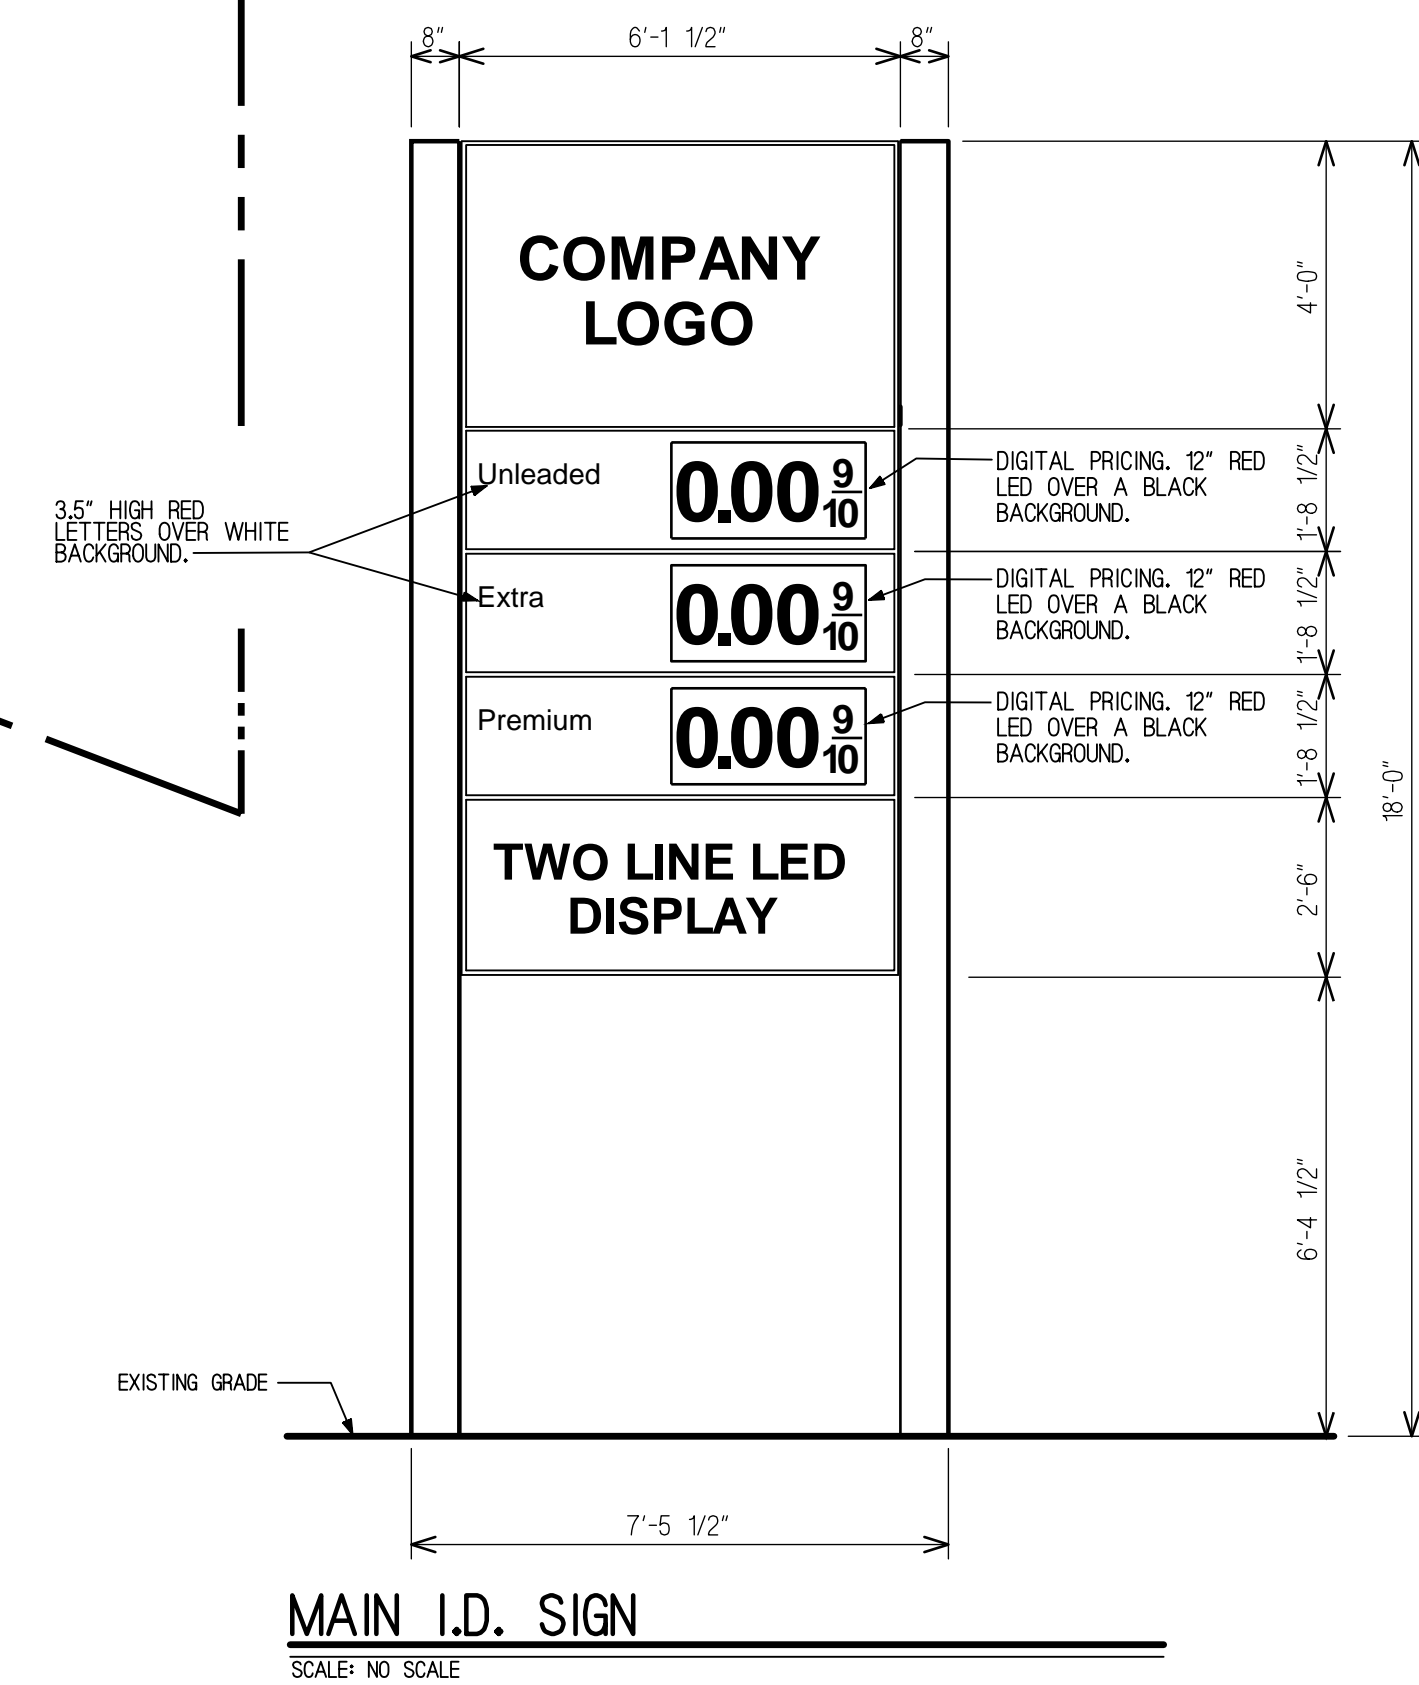 8" 6'-1 1/2" 8"
COMPANY
LOGO
4'-0"
Unleaded
0.00 9/10
DIGITAL PRICING. 12" RED
LED OVER A BLACK
BACKGROUND.
1'-8 1/2"
3.5" HIGH RED
LETTERS OVER WHITE
BACKGROUND.
Extra
0.00 9/10
DIGITAL PRICING. 12" RED
LED OVER A BLACK
BACKGROUND.
1'-8 1/2"
Premium
0.00 9/10
DIGITAL PRICING. 12" RED
LED OVER A BLACK
BACKGROUND.
1'-8 1/2"
18'-0"
TWO LINE LED
DISPLAY
2'-6"
6'-4 1/2"
EXISTING GRADE
7'-5 1/2"
MAIN I.D. SIGN
SCALE: NO SCALE